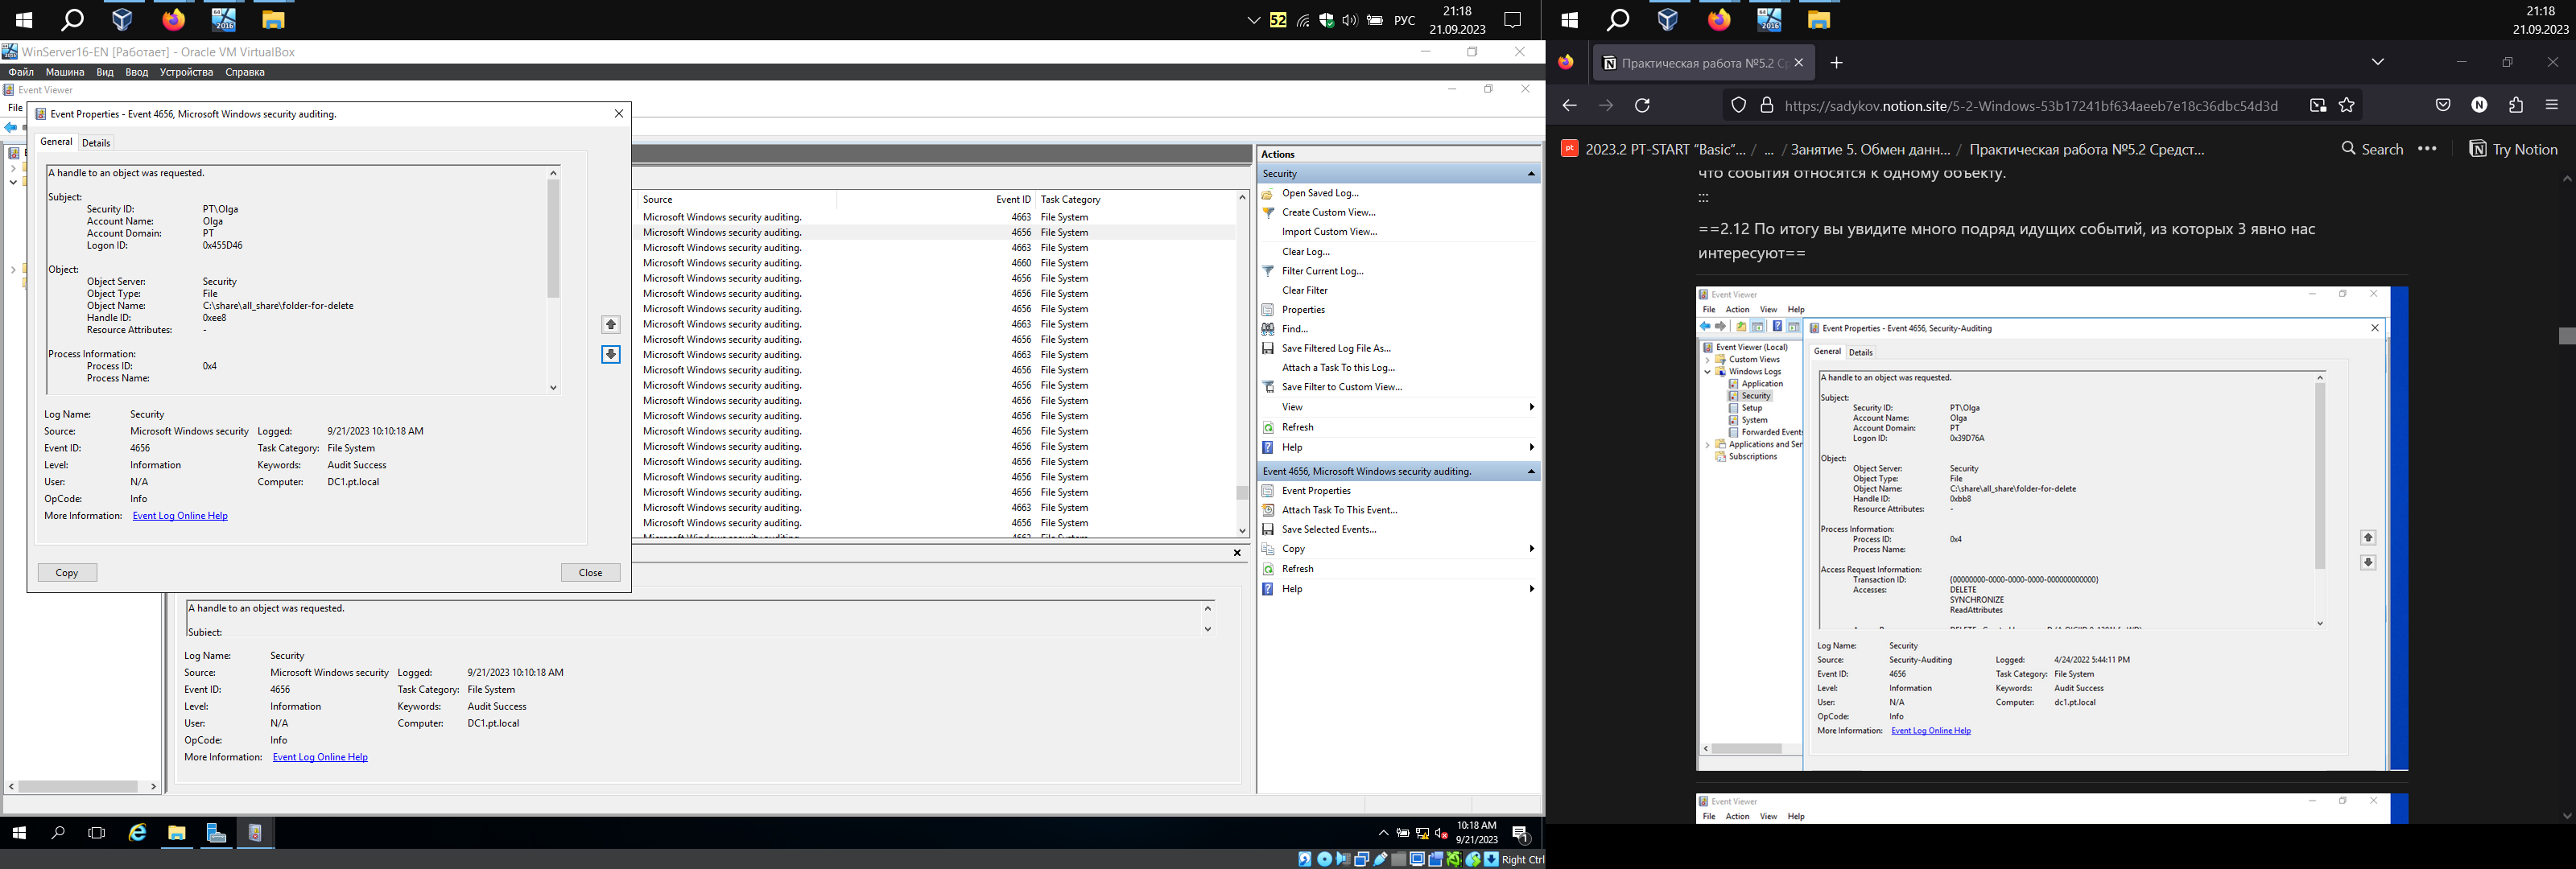 52
РУС
21:18
21.09.2023
WinServer16-EN [Работает] - Oracle VM VirtualBox
Файл Машина Вид Ввод Устройства Справка
Event Viewer
File
Event Properties - Event 4656, Microsoft Windows security auditing.
General Details
A handle to an object was requested.
Subject:
Security ID: PT\Olga
Account Name: Olga
Account Domain: PT
Logon ID: 0x455D46
Object:
Object Server: Security
Object Type: File
Object Name: C:\share\all_share\folder-for-delete
Handle ID: 0xee8
Resource Attributes: -
Process Information:
Process ID: 0x4
Process Name:
Log Name: Security
Source: Microsoft Windows security Logged: 9/21/2023 10:10:18 AM
Event ID: 4656 Task Category: File System
Level: Information Keywords: Audit Success
User: N/A Computer: DC1.pt.local
OpCode: Info
More Information: Event Log Online Help
Copy Close
Source Event ID Task Category
Microsoft Windows security auditing. 4663 File System
Microsoft Windows security auditing. 4656 File System
Microsoft Windows security auditing. 4663 File System
Microsoft Windows security auditing. 4660 File System
Microsoft Windows security auditing. 4656 File System
Microsoft Windows security auditing. 4656 File System
Microsoft Windows security auditing. 4656 File System
Microsoft Windows security auditing. 4663 File System
Microsoft Windows security auditing. 4656 File System
Microsoft Windows security auditing. 4663 File System
Microsoft Windows security auditing. 4656 File System
Microsoft Windows security auditing. 4656 File System
Microsoft Windows security auditing. 4656 File System
Microsoft Windows security auditing. 4656 File System
Microsoft Windows security auditing. 4663 File System
Microsoft Windows security auditing. 4656 File System
Microsoft Windows security auditing. 4656 File System
Microsoft Windows security auditing. 4656 File System
Microsoft Windows security auditing. 4656 File System
Microsoft Windows security auditing. 4663 File System
Microsoft Windows security auditing. 4656 File System
Microsoft Windows security auditing. 4663 File System
A handle to an object was requested.
Subject:
Log Name: Security
Source: Microsoft Windows security Logged: 9/21/2023 10:10:18 AM
Event ID: 4656 Task Category: File System
Level: Information Keywords: Audit Success
User: N/A Computer: DC1.pt.local
OpCode: Info
More Information: Event Log Online Help
Actions
Security
Open Saved Log...
Create Custom View...
Import Custom View...
Clear Log...
Filter Current Log...
Clear Filter
Properties
Find...
Save Filtered Log File As...
Attach a Task To this Log...
Save Filter to Custom View...
View
Refresh
Help
Event 4656, Microsoft Windows security auditing.
Event Properties
Attach Task To This Event...
Save Selected Events...
Copy
Refresh
Help
10:18 AM
9/21/2023
1
Right Ctrl
21:18
21.09.2023
Практическая работа №5.2 Ср
https://sadykov.notion.site/5-2-Windows-53b17241bf634aeeb7e18c36dbc54d3d
pt 2023.2 PT-START “Basic”... / ... / Занятие 5. Обмен данн... / Практическая работа №5.2 Средст...
Search ••• Try Notion
что события относятся к одному объекту.
:::
==2.12 По итогу вы увидите много подряд идущих событий, из которых 3 явно нас
интересуют==
Event Viewer
File Action View Help
Event Viewer (Local)
Custom Views
Windows Logs
Application
Security
Setup
System
Forwarded Event
Applications and Ser
Subscriptions
Event Properties - Event 4656, Security-Auditing
General Details
A handle to an object was requested.
Subject:
Security ID: PT\Olga
Account Name: Olga
Account Domain: PT
Logon ID: 0x39D76A
Object:
Object Server: Security
Object Type: File
Object Name: C:\share\all_share\folder-for-delete
Handle ID: 0xbb8
Resource Attributes: -
Process Information:
Process ID: 0x4
Process Name:
Access Request Information:
Transaction ID: {00000000-0000-0000-0000-000000000000}
Accesses: DELETE
SYNCHRONIZE
ReadAttributes
Log Name: Security
Source: Security-Auditing Logged: 4/24/2022 5:44:11 PM
Event ID: 4656 Task Category: File System
Level: Information Keywords: Audit Success
User: N/A Computer: dc1.pt.local
OpCode: Info
More Information: Event Log Online Help
Event Viewer
File Action View Help